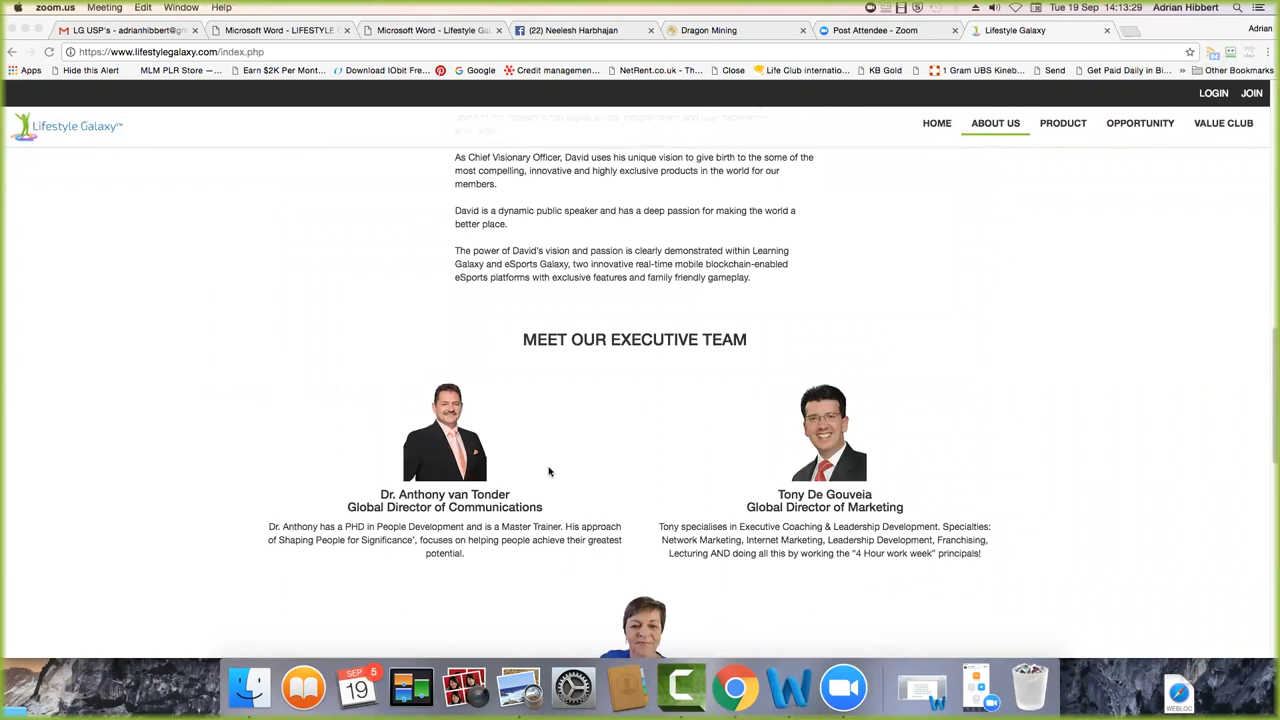 zoom.us Meeting Edit Window Help Tue 19 Sep 14:13:29 Adrian Hibbert
LG USP's - adrianhibbert@gm Microsoft Word - LIFESTYLE Microsoft Word - Lifestyle Gal (22) Neelesh Harbhajan Dragon Mining Post Attendee - Zoom Lifestyle Galaxy Adrian
https://www.lifestylegalaxy.com/index.php
Apps Hide this Alert MLM PLR Store —... Earn $2K Per Mont... Download IObit Fre... Google Credit managemen... NetRent.co.uk - Th... Close Life Club internatio... KB Gold 1 Gram UBS Kineb... Send Get Paid Daily in Bi... » Other Bookmarks
LOGIN JOIN
Lifestyle Galaxy™ HOME ABOUT US PRODUCT OPPORTUNITY VALUE CLUB
As Chief Visionary Officer, David uses his unique vision to give birth to the some of the
most compelling, innovative and highly exclusive products in the world for our
members.
David is a dynamic public speaker and has a deep passion for making the world a
better place.
The power of David's vision and passion is clearly demonstrated within Learning
Galaxy and eSports Galaxy, two innovative real-time mobile blockchain-enabled
eSports platforms with exclusive features and family friendly gameplay.
MEET OUR EXECUTIVE TEAM
Dr. Anthony van Tonder
Global Director of Communications
Dr. Anthony has a PHD in People Development and is a Master Trainer. His approach
of Shaping People for Significance', focuses on helping people achieve their greatest
potential.
Tony De Gouveia
Global Director of Marketing
Tony specialises in Executive Coaching & Leadership Development. Specialties:
Network Marketing, Internet Marketing, Leadership Development, Franchising,
Lecturing AND doing all this by working the "4 Hour work week" principals!
SEP 5
19
WEBLOC